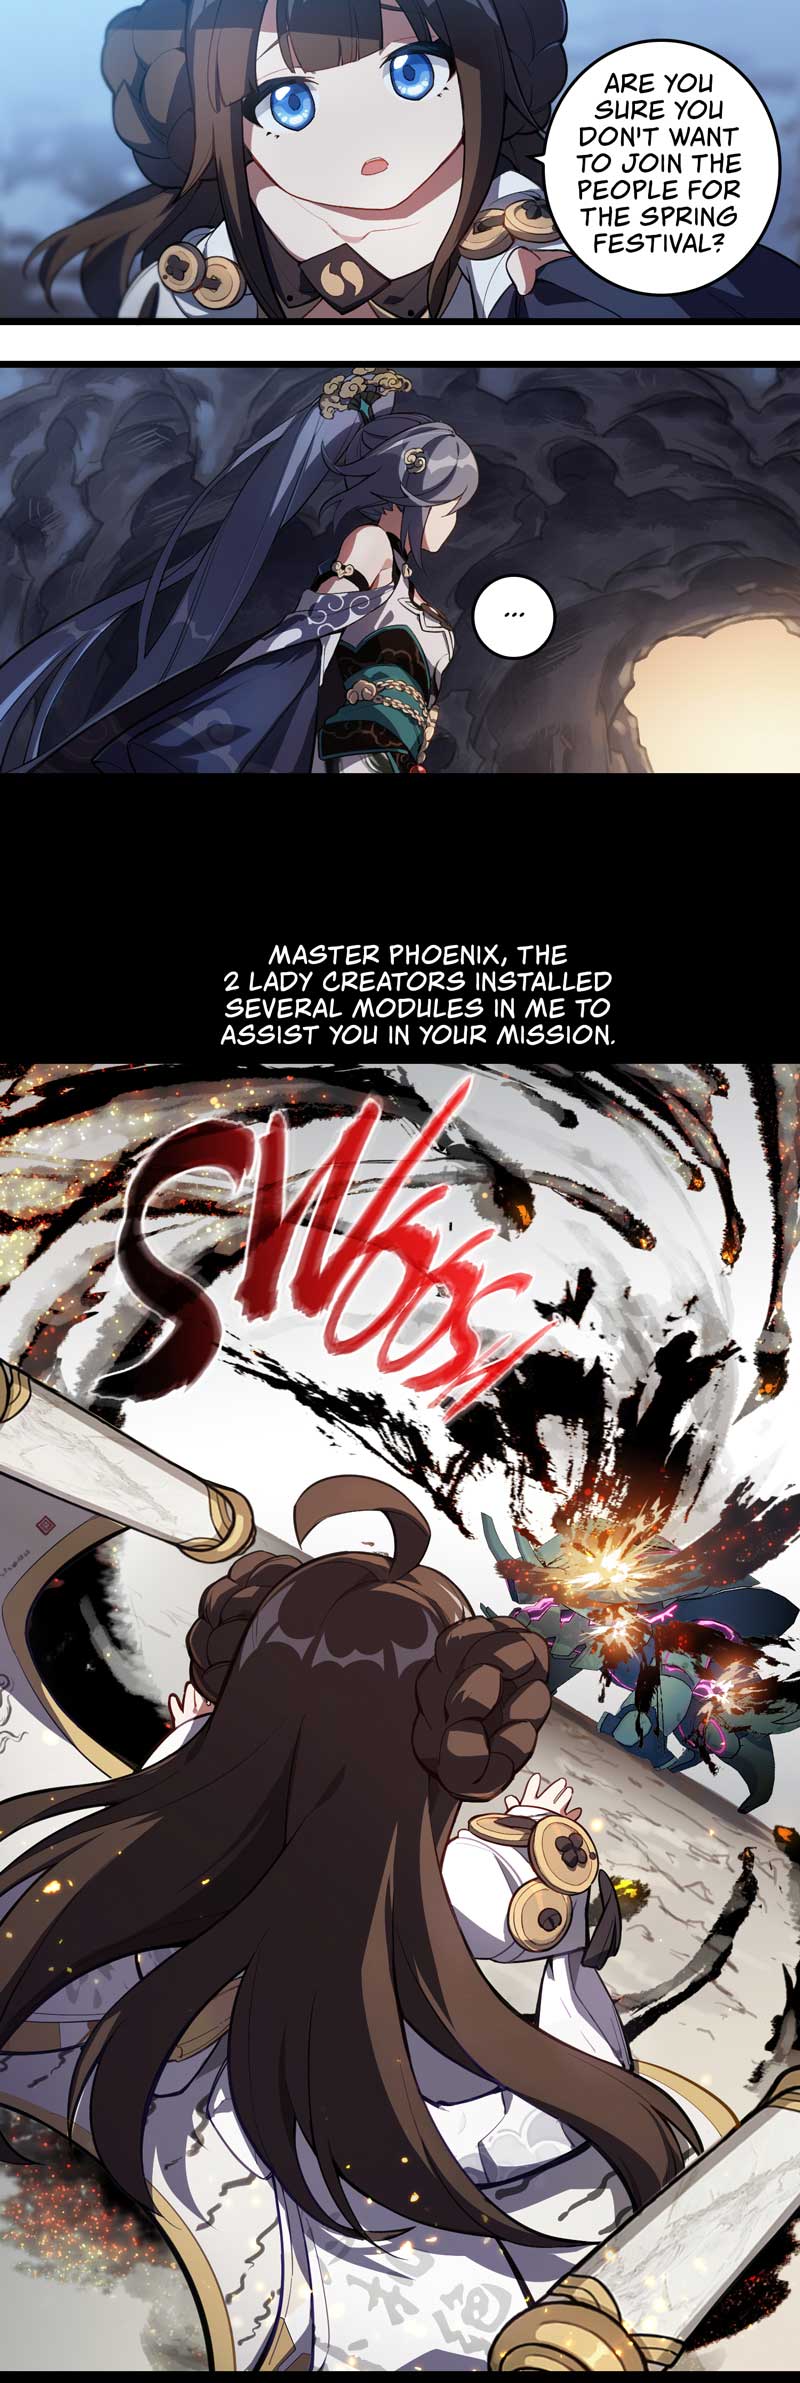 ARE YOU
SURE YOU
DON'T WANT
TO JOIN THE
PEOPLE FOR
THE SPRING
FESTIVAL?
...
MASTER PHOENIX, THE
2 LADY CREATORS INSTALLED
SEVERAL MODULES IN ME TO
ASSIST YOU IN YOUR MISSION.
SWOOSH